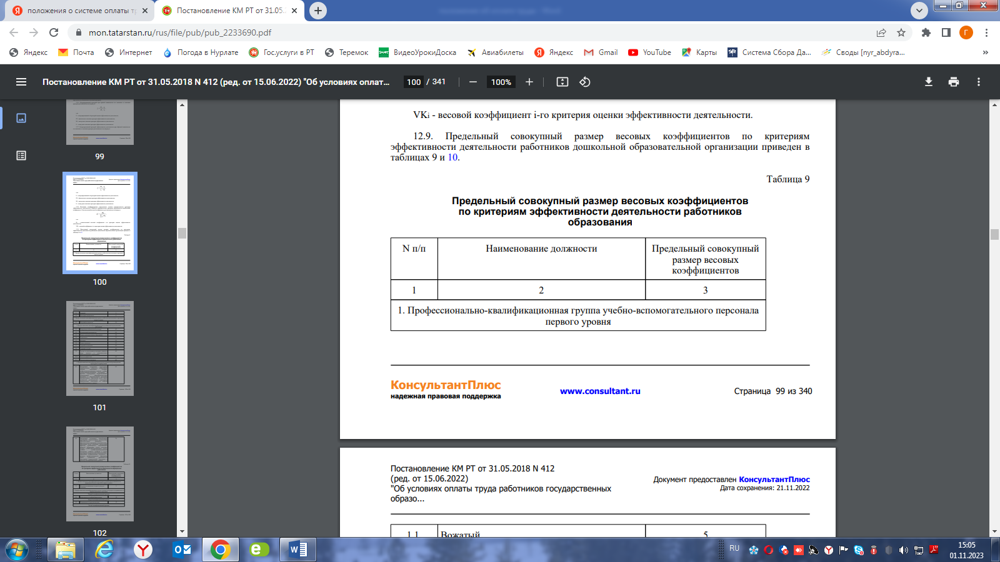 положения о системе оплаты тр
Постановление КМ РТ от 31.05.
mon.tatarstan.ru/rus/file/pub/pub_2233690.pdf
Г
Яндекс
Почта
Интернет
Погода в Нурлате
Гос.услуги в РТ
Теремок
ВидеоУрокиДоска
Авиабилеты
Яндекс
Gmail
YouTube
Карты
Система Сбора Да...
Своды [nyr_abdyra...
»
Постановление КМ РТ от 31.05.2018 N 412 (ред. от 15.06.2022) "Об условиях оплат...
100 / 341
100%
99
100
101
102
VKi - весовой коэффициент i-го критерия оценки эффективности деятельности.
12.9. Предельный совокупный размер весовых коэффициентов по критериям
эффективности деятельности работников дошкольной образовательной организации приведен в
таблицах 9 и 10.
Таблица 9
Предельный совокупный размер весовых коэффициентов
по критериям эффективности деятельности работников
образования
N п/п
Наименование должности
Предельный совокупный
размер весовых
коэффициентов
1
2
3
1. Профессионально-квалификационная группа учебно-вспомогательного персонала
первого уровня
КонсультантПлюс
надежная правовая поддержка
www.consultant.ru
Страница 99 из 340
Постановление КМ РТ от 31.05.2018 N 412
(ред. от 15.06.2022)
"Об условиях оплаты труда работников государственных
образо...
Документ предоставлен КонсультантПлюс
Дата сохранения: 21.11.2022
1.1
Вожатый
5
RU
15:05
01.11.2023